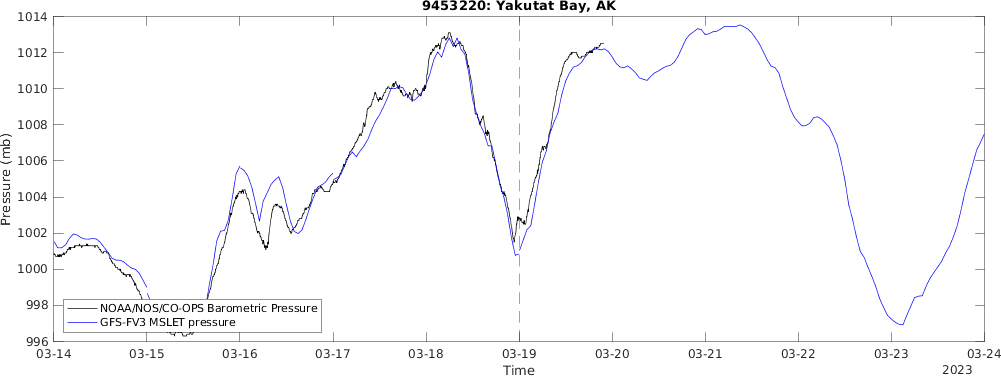 9453220: Yakutat Bay, AK
Pressure (mb)
1014
1012
1010
1008
1006
1004
1002
1000
998
996
NOAA/NOS/CO-OPS Barometric Pressure
GFS-FV3 MSLET pressure
03-14 03-15 03-16 03-17 03-18 03-19 03-20 03-21 03-22 03-23 03-24
Time
2023